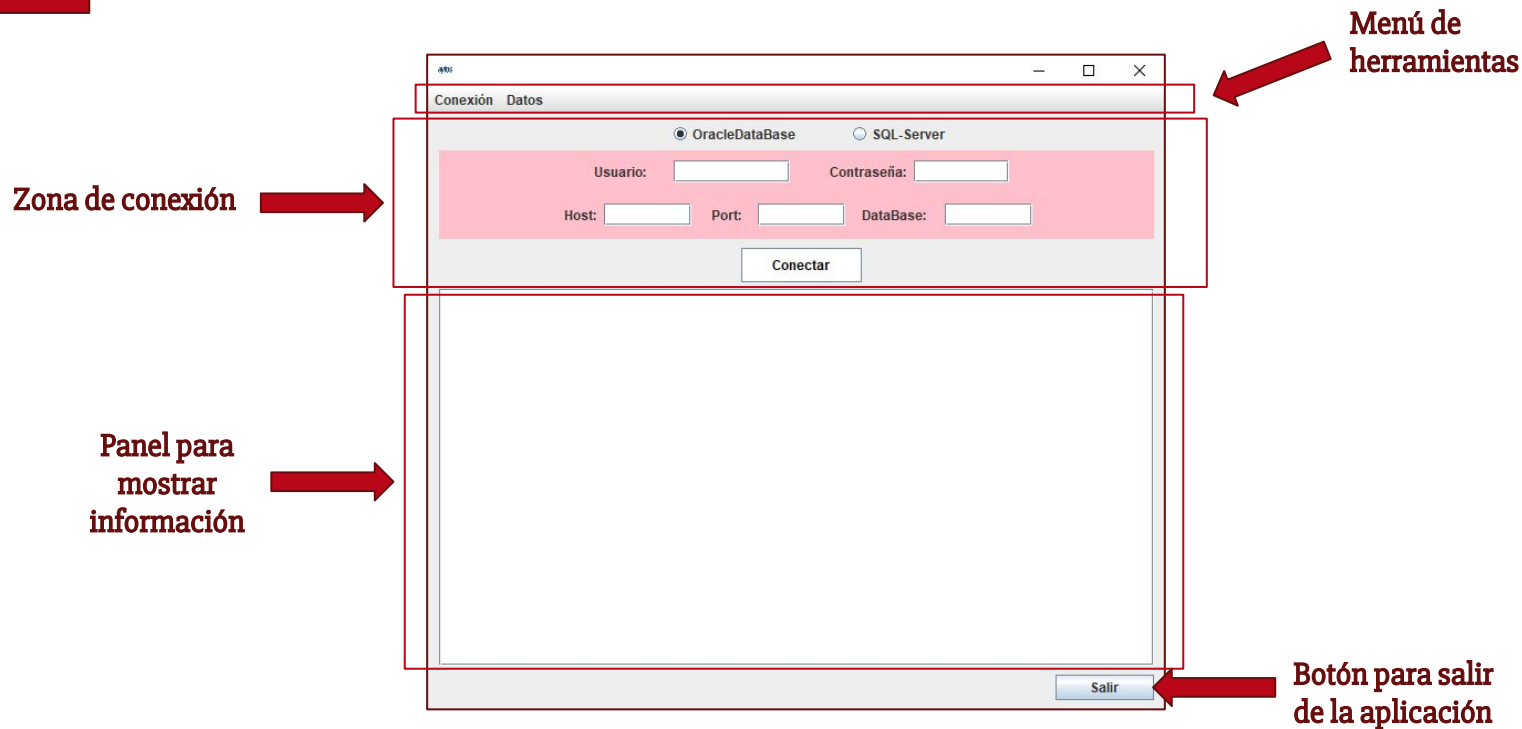 Menú de
herramientas
Conexión Datos
OracleDataBase SQL-Server
Zona de conexión
Usuario: Contraseña:
Host: Port: DataBase:
Conectar
Panel para
mostrar
información
Salir
Botón para salir
de la aplicación